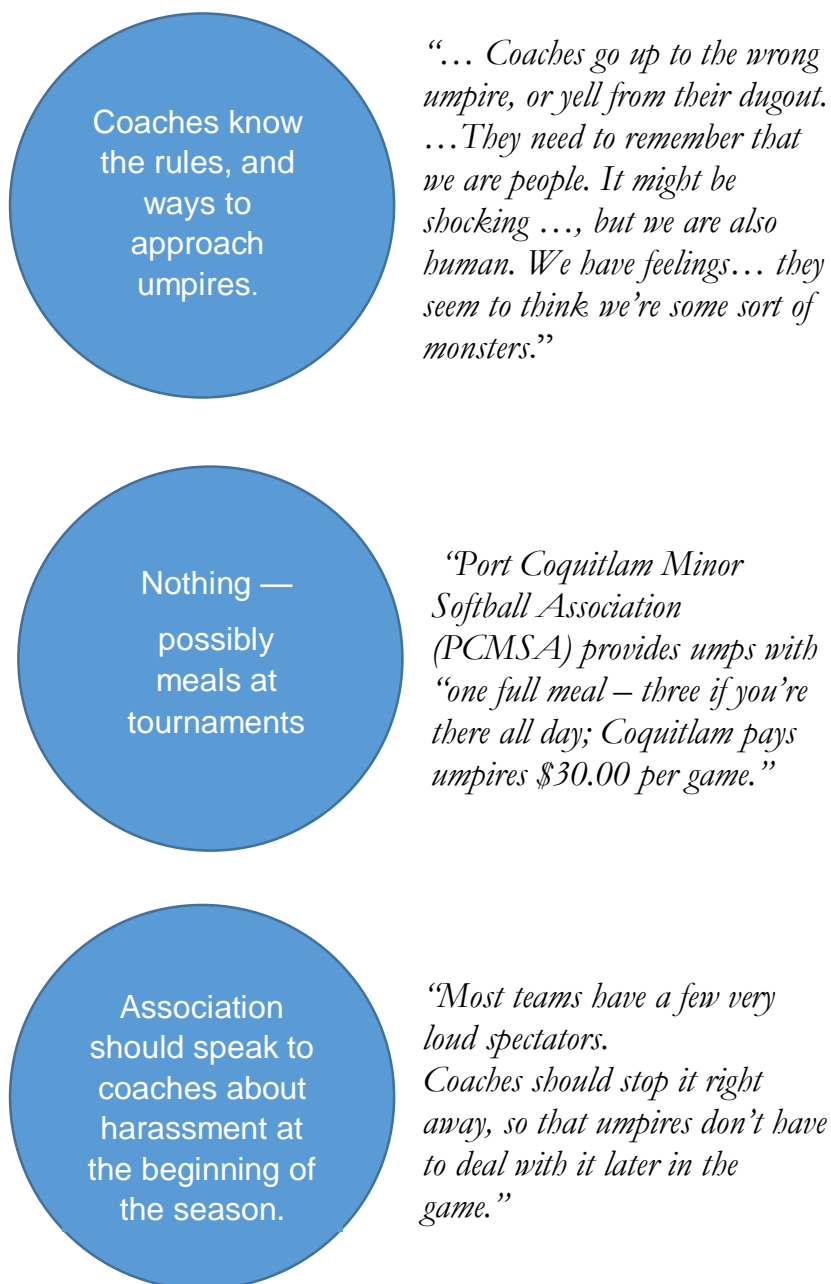 Coaches know
the rules, and
ways to
approach
umpires.
“… Coaches go up to the wrong
umpire, or yell from their dugout.
…They need to remember that
we are people. It might be
shocking …, but we are also
human. We have feelings… they
seem to think we’re some sort of
monsters.”
Nothing —
possibly
meals at
tournaments
“Port Coquitlam Minor
Softball Association
(PCMSA) provides umps with
“one full meal – three if you’re
there all day; Coquitlam pays
umpires $30.00 per game.”
Association
should speak to
coaches about
harassment at
the beginning of
the season.
“Most teams have a few very
loud spectators.
Coaches should stop it right
away, so that umpires don’t have
to deal with it later in the
game.”